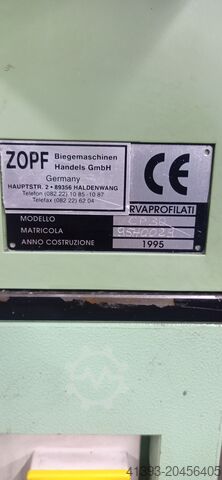 ZOPF Biegemaschinen
Handels GmbH
Germany
HAUPTSTR. 2 • 89356 HALDENWANG
Telefon (082 22) 10 85 -10 87
Telefax (082 22) 62 04
CE
RVAPROFILATI
MODELLO
MATRICOLA
ANNO COSTRUZIONE 1995
41393-20456405